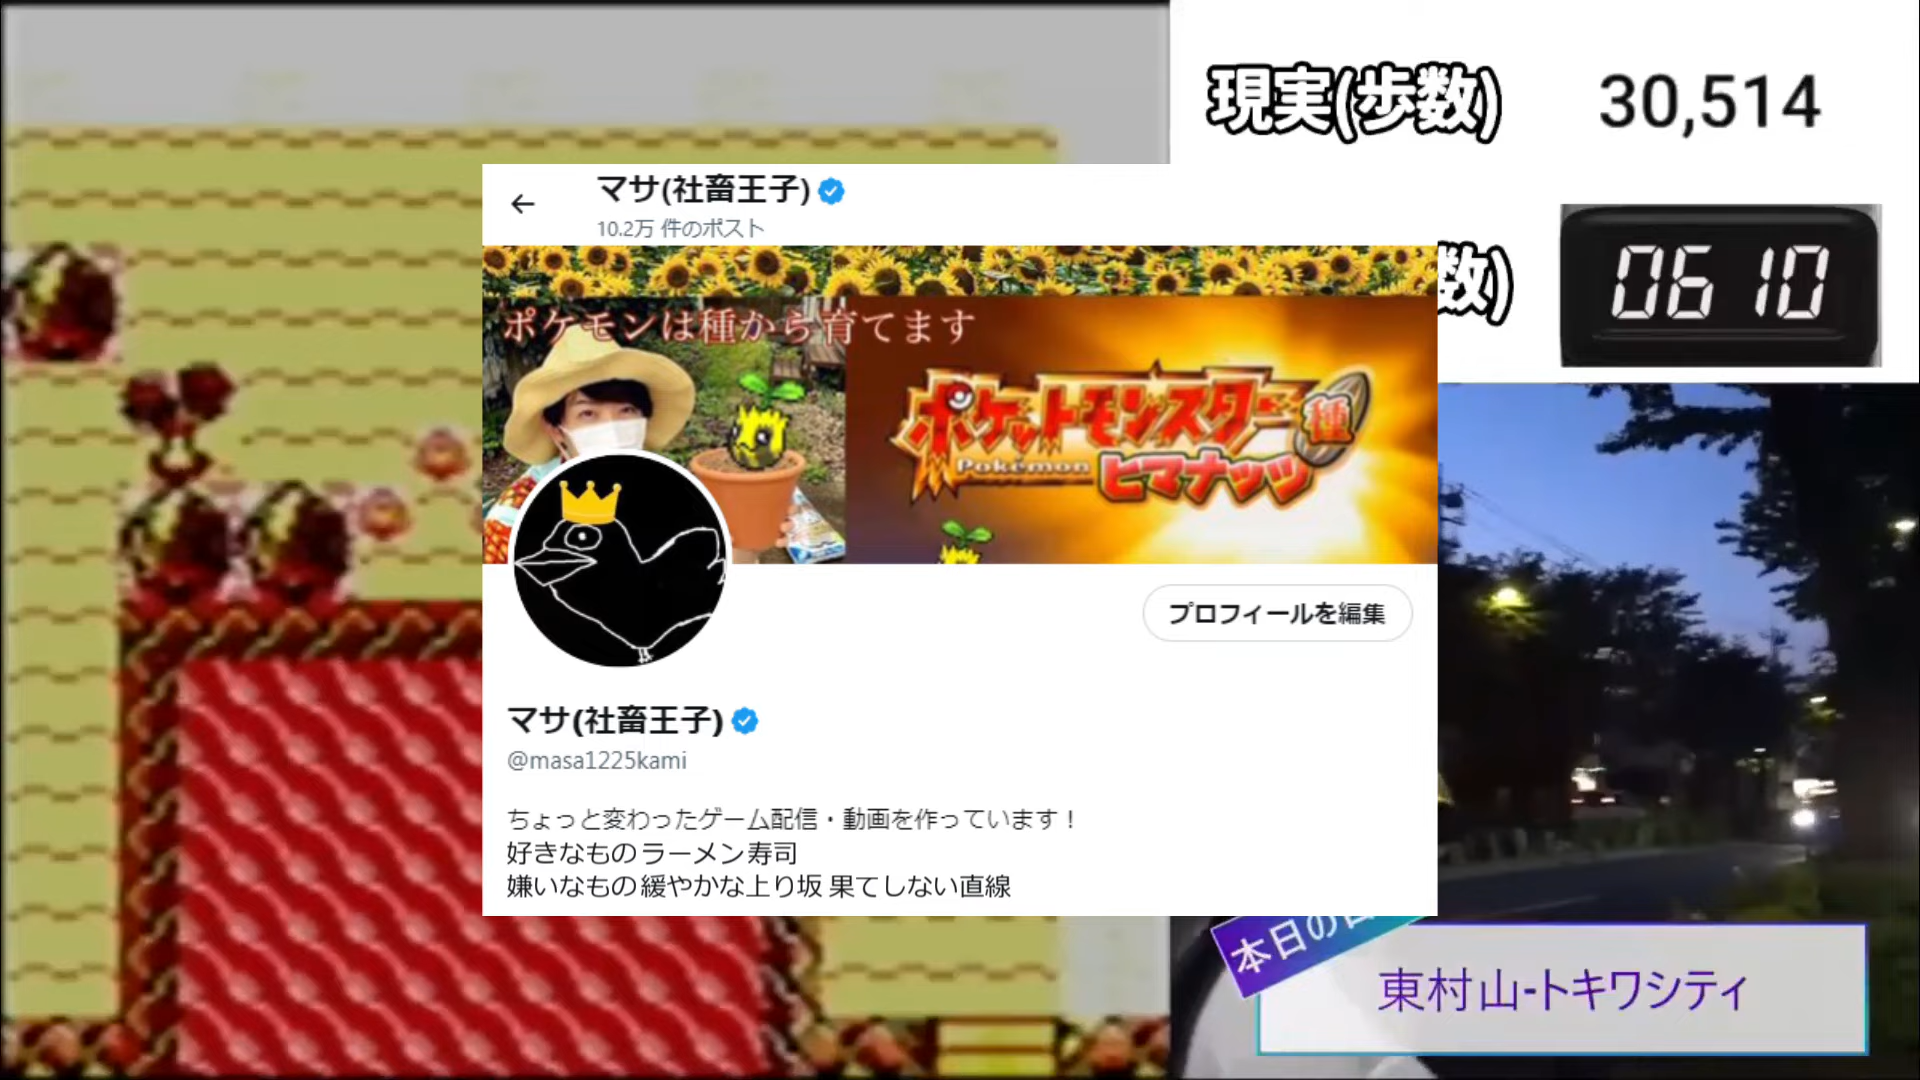 現実(歩数)
30,514
マサ(社畜王子)
10.2万 件のポスト
数)
0610
ポケモンは種から育てます
ポケットモンスター
種
Pokémon
ヒマナッツ
プロフィールを編集
マサ(社畜王子)
@masa1225kami
ちょっと変わったゲーム配信・動画を作っています！
好きなものラーメン寿司
嫌いなもの緩やかな上り坂 果てしない直線
本日の
東村山-トキワシティ